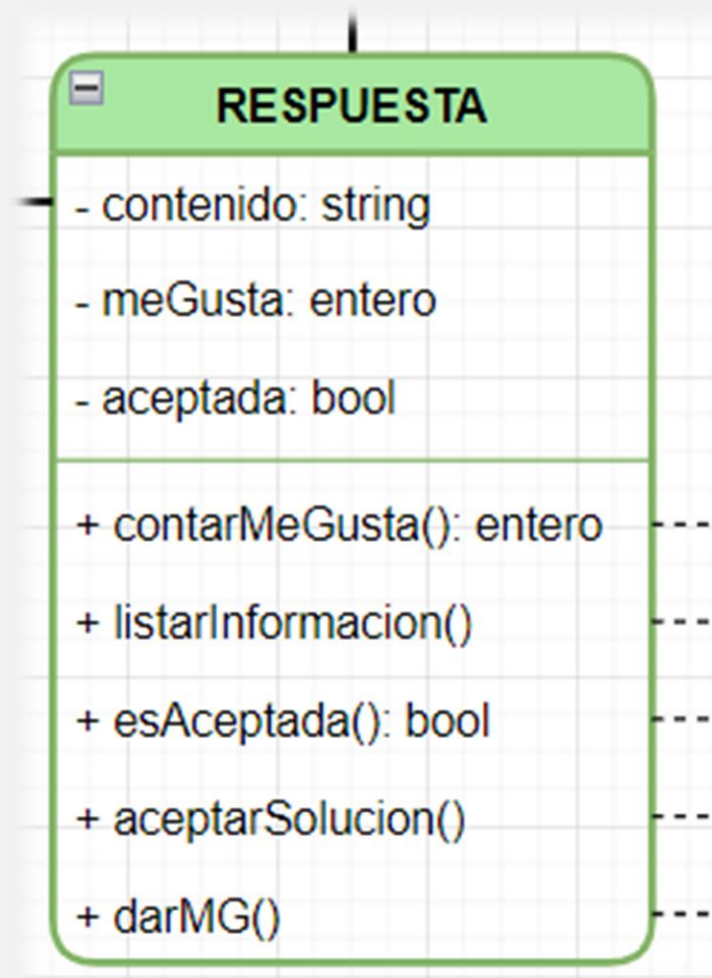 RESPUESTA
- contenido: string
- meGusta: entero
- aceptada: bool
+ contarMeGusta(): entero
+ listarInformacion()
+ esAceptada(): bool
+ aceptarSolucion()
+ darMG()